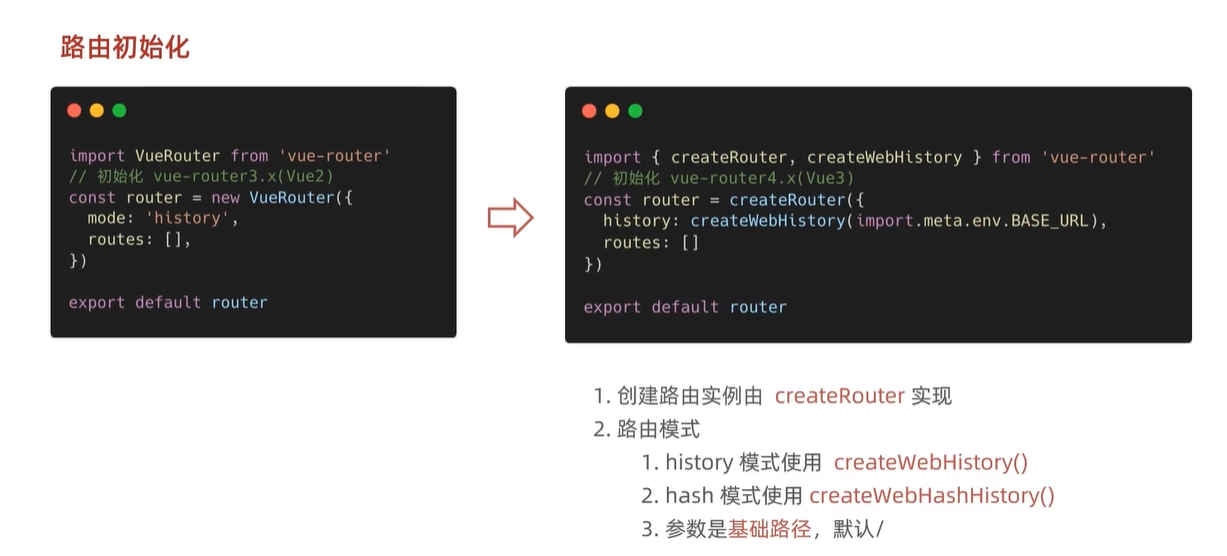 路由初始化
import VueRouter from 'vue-router'
// 初始化 vue-router3.x(Vue2)
const router = new VueRouter({
  mode: 'history',
  routes: [],
})
export default router
import { createRouter, createWebHistory } from 'vue-router'
// 初始化 vue-router4.x(Vue3)
const router = createRouter({
  history: createWebHistory(import.meta.env.BASE_URL),
  routes: []
})
export default router
1. 创建路由实例由 createRouter 实现
2. 路由模式
1. history 模式使用 createWebHistory()
2. hash 模式使用 createWebHashHistory()
3. 参数是基础路径，默认/